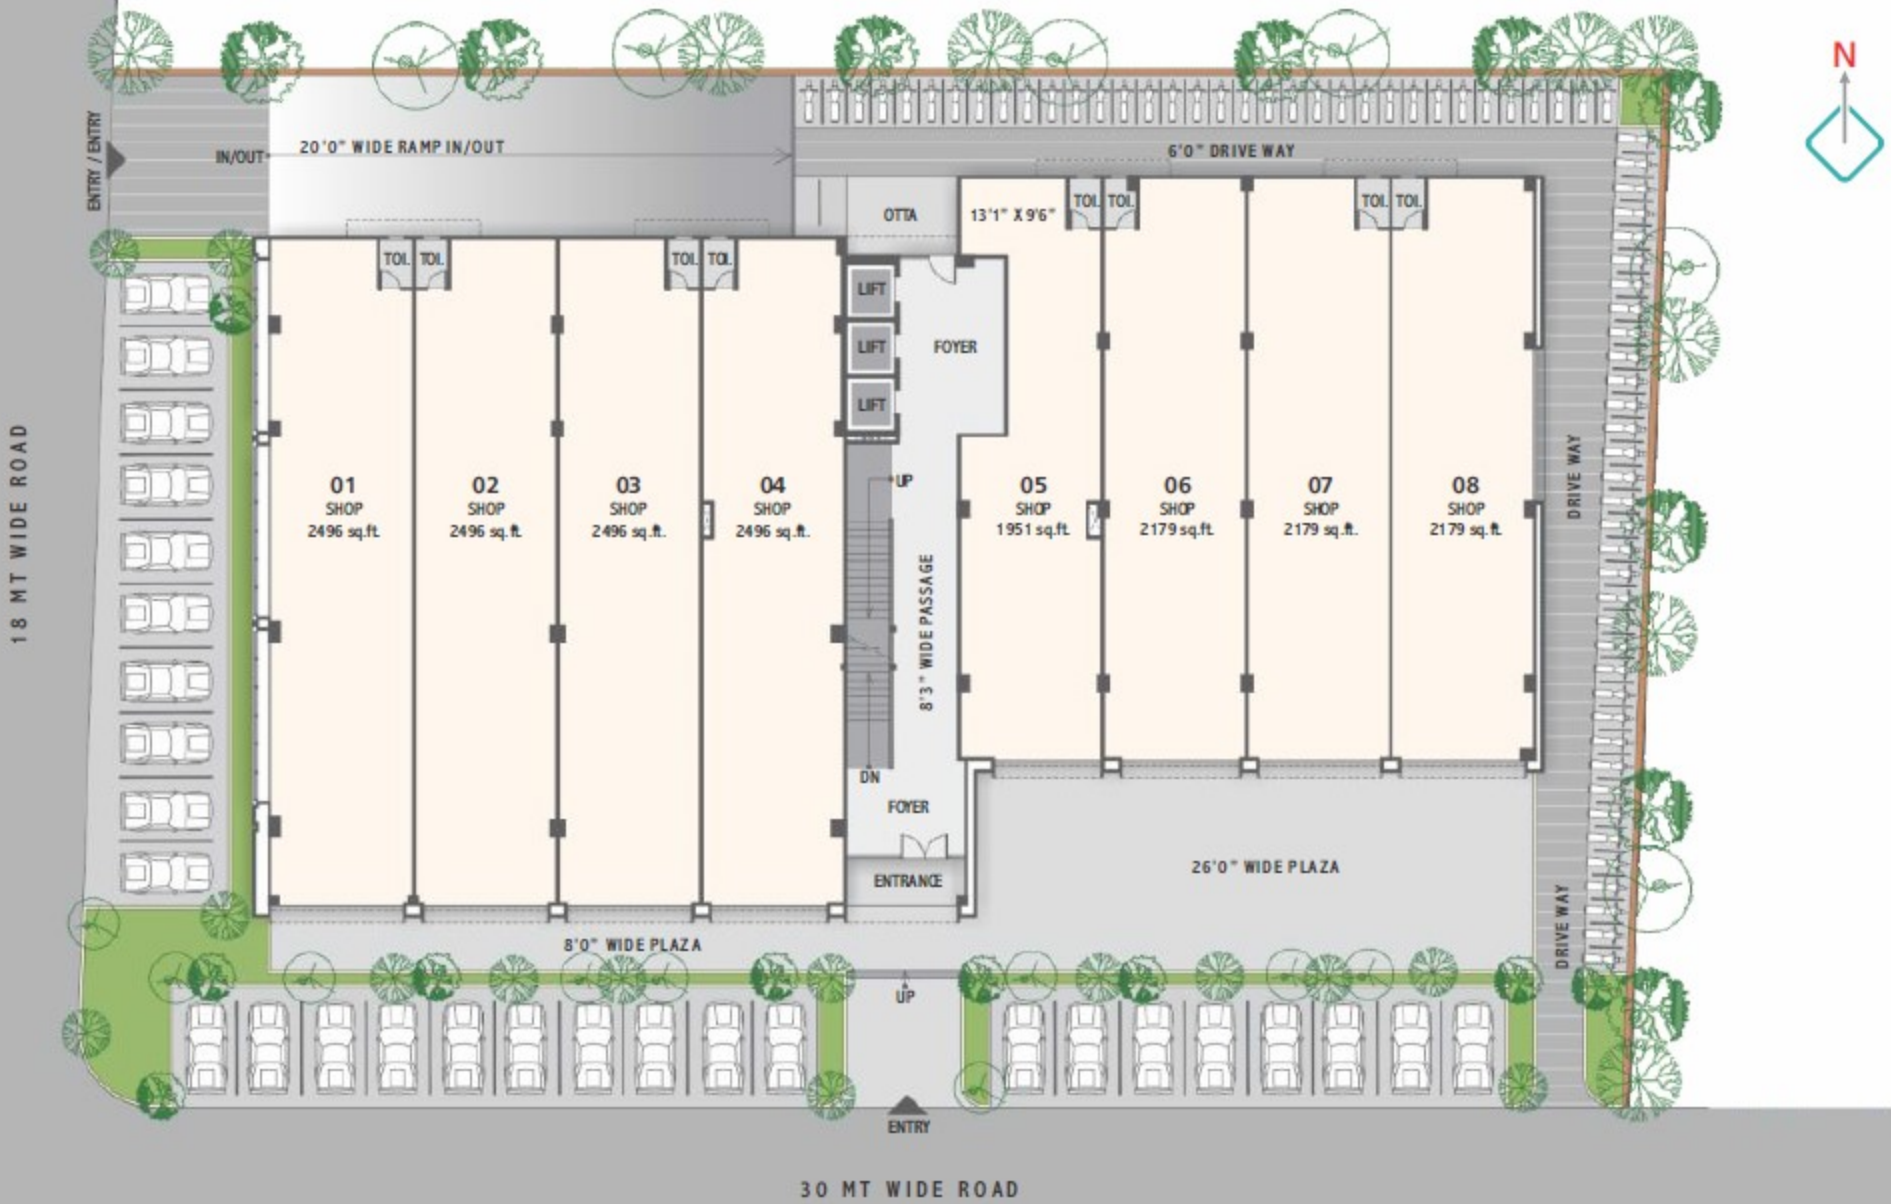 N
ENTRY / ENTRY
IN/OUT
20'0" WIDE RAMP IN/OUT
6'0" DRIVE WAY
OTTA
13'1" X 9'6"
TOI.
TOI.
TOI.
TOI.
TOI.
TOI.
TOI.
TOI.
LIFT
LIFT
LIFT
FOYER
18 MT WIDE ROAD
01
SHOP
2496 sq.ft.
02
SHOP
2496 sq.ft.
03
SHOP
2496 sq.ft.
04
SHOP
2496 sq.ft.
UP
8'3" WIDE PASSAGE
05
SHOP
1951 sq.ft.
06
SHOP
2179 sq.ft.
07
SHOP
2179 sq.ft.
08
SHOP
2179 sq.ft.
DRIVE WAY
DN
FOYER
ENTRANCE
26'0" WIDE PLAZA
DRIVE WAY
8'0" WIDE PLAZA
UP
ENTRY
30 MT WIDE ROAD